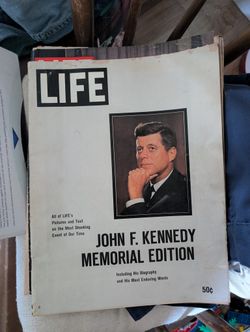 LIFE
All of LIFE's
Pictures and Text
on the Most Shocking
Event of Our Time
JOHN F. KENNEDY
MEMORIAL EDITION
Including His Biography
and His Most Enduring Words
50¢